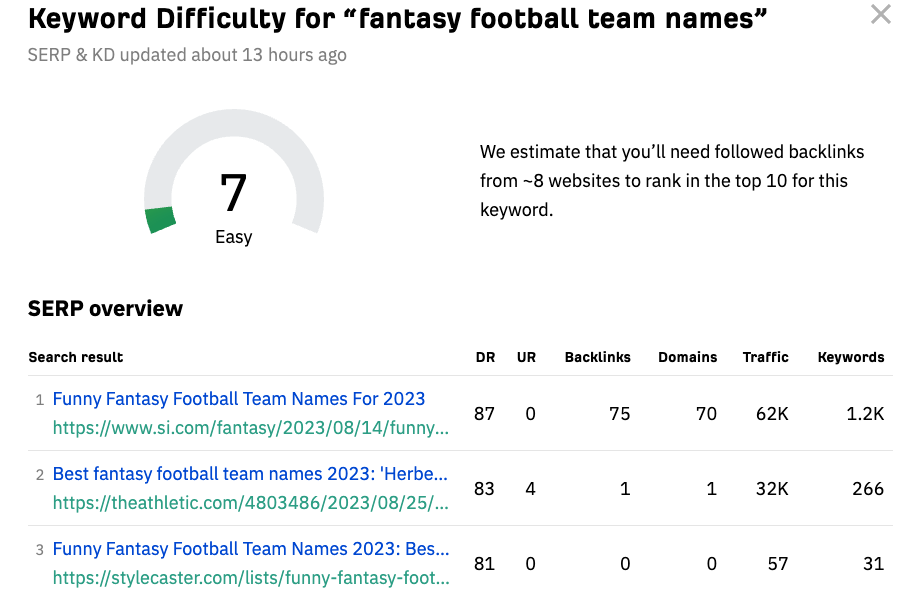 Keyword Difficulty for “fantasy football team names”
SERP & KD updated about 13 hours ago
7
Easy
We estimate that you’ll need followed backlinks
from ~8 websites to rank in the top 10 for this
keyword.
SERP overview
Search result DR UR Backlinks Domains Traffic Keywords
1 Funny Fantasy Football Team Names For 2023
https://www.si.com/fantasy/2023/08/14/funny... 87 0 75 70 62K 1.2K
2 Best fantasy football team names 2023: 'Herbe...
https://theathletic.com/4803486/2023/08/25/... 83 4 1 1 32K 266
3 Funny Fantasy Football Team Names 2023: Bes...
https://stylecaster.com/lists/funny-fantasy-foot... 81 0 0 0 57 31